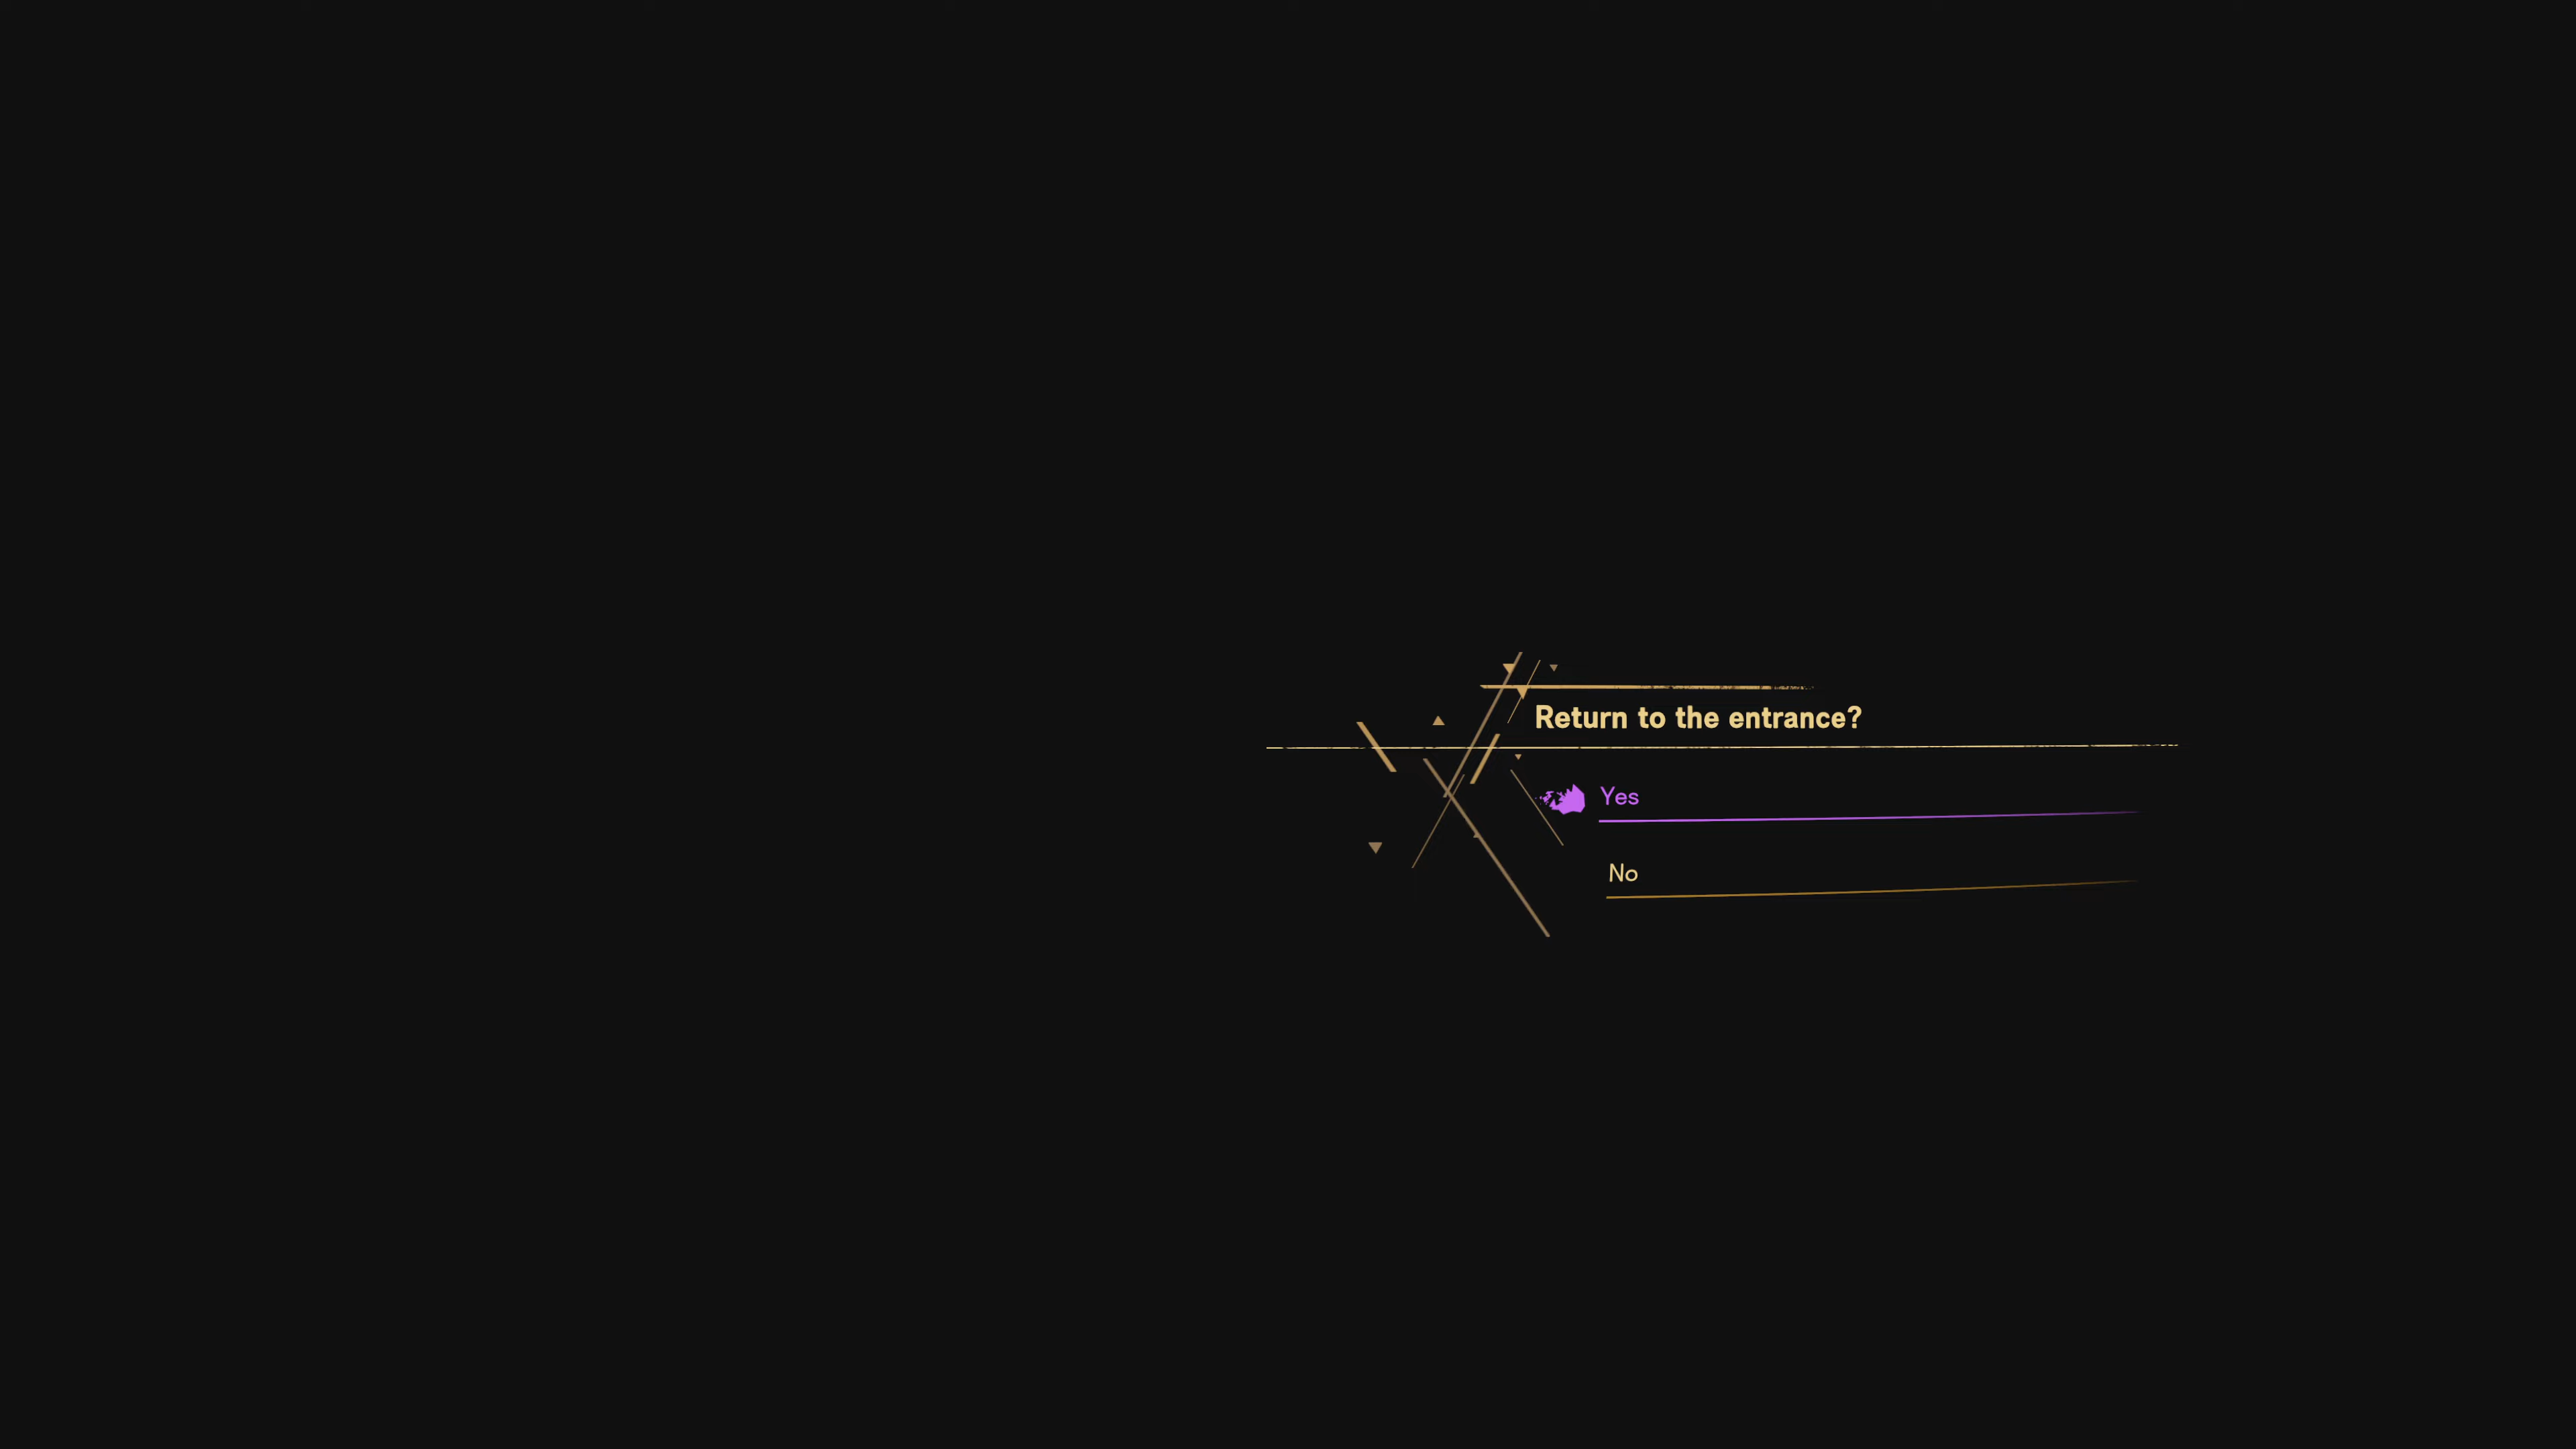 Return to the entrance?
Yes
No